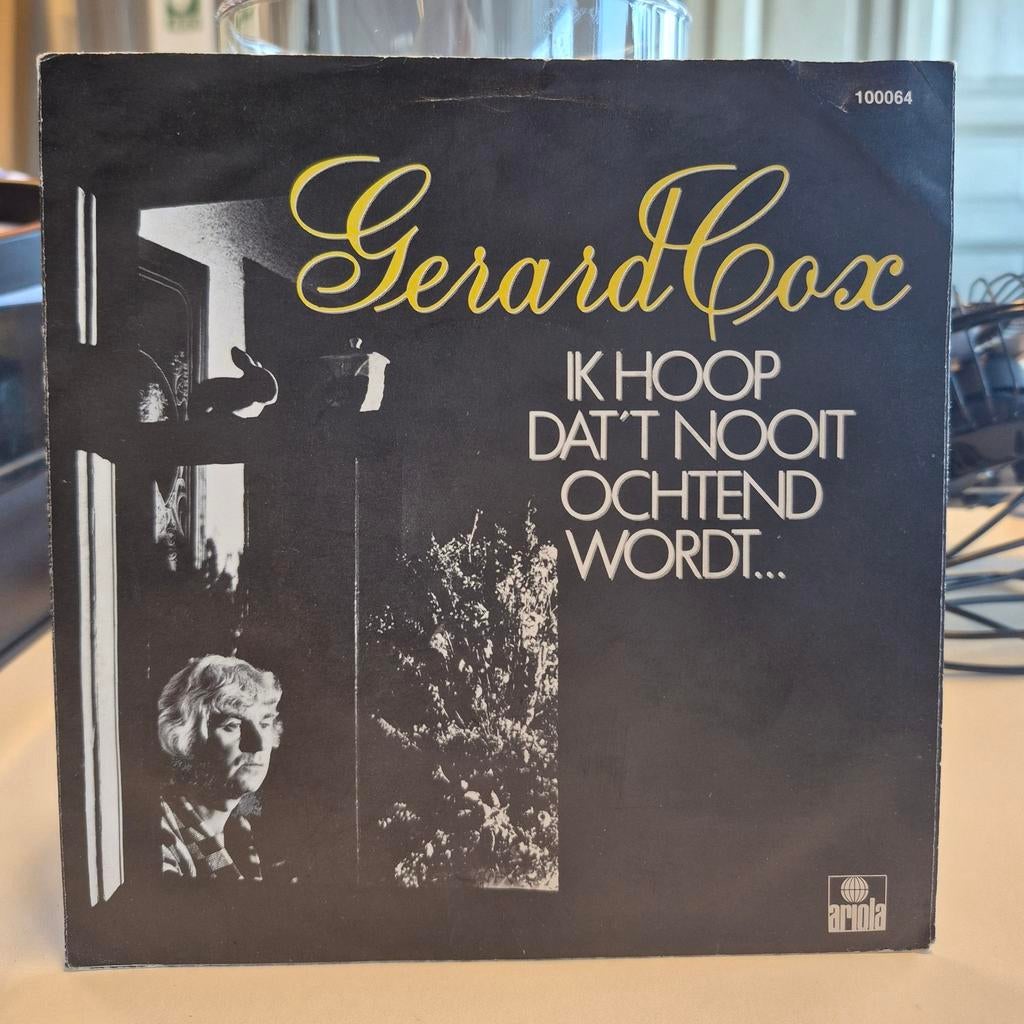 100064
Gerard Cox
IK HOOP
DAT'T NOOIT
OCHTEND
WORDT...
ariola